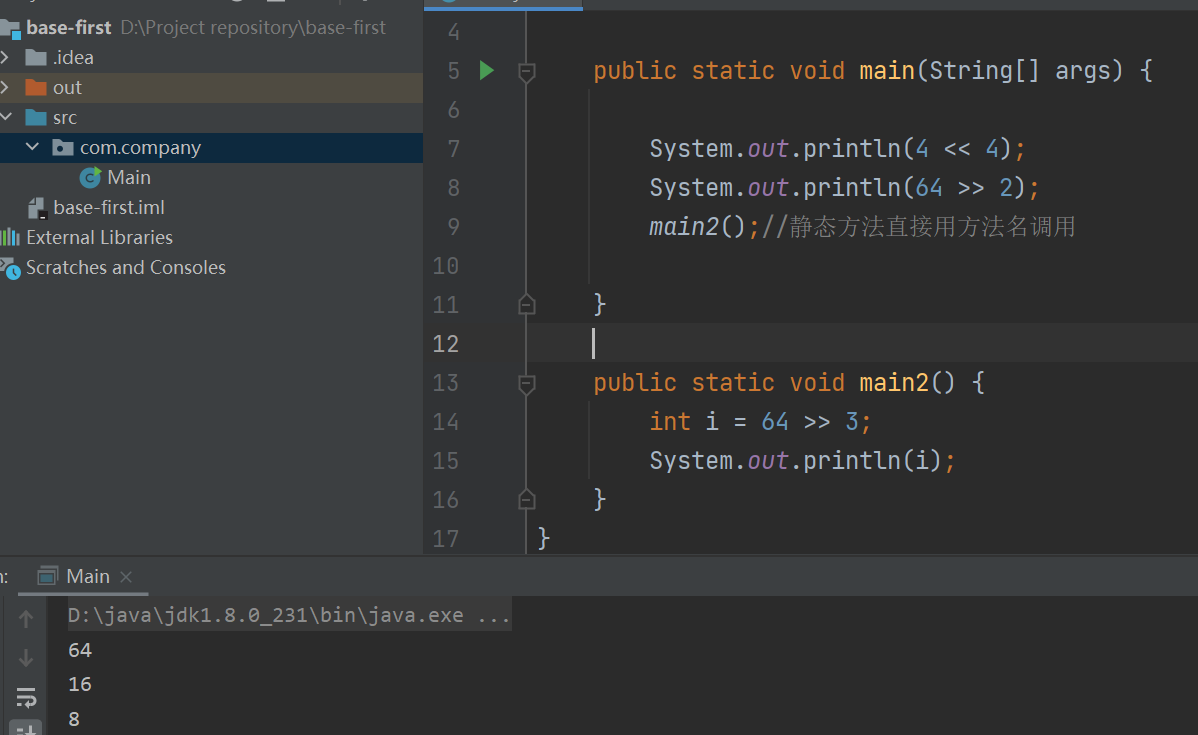 base-first D:\Project repository\base-first
.idea
out
src
com.company
Main
base-first.iml
External Libraries
Scratches and Consoles
4
5 public static void main(String[] args) {
6
7 System.out.println(4 << 4);
8 System.out.println(64 >> 2);
9 main2();//静态方法直接用方法名调用
10
11 }
12
13 public static void main2() {
14 int i = 64 >> 3;
15 System.out.println(i);
16 }
17 }
Main
D:\java\jdk1.8.0_231\bin\java.exe ...
64
16
8